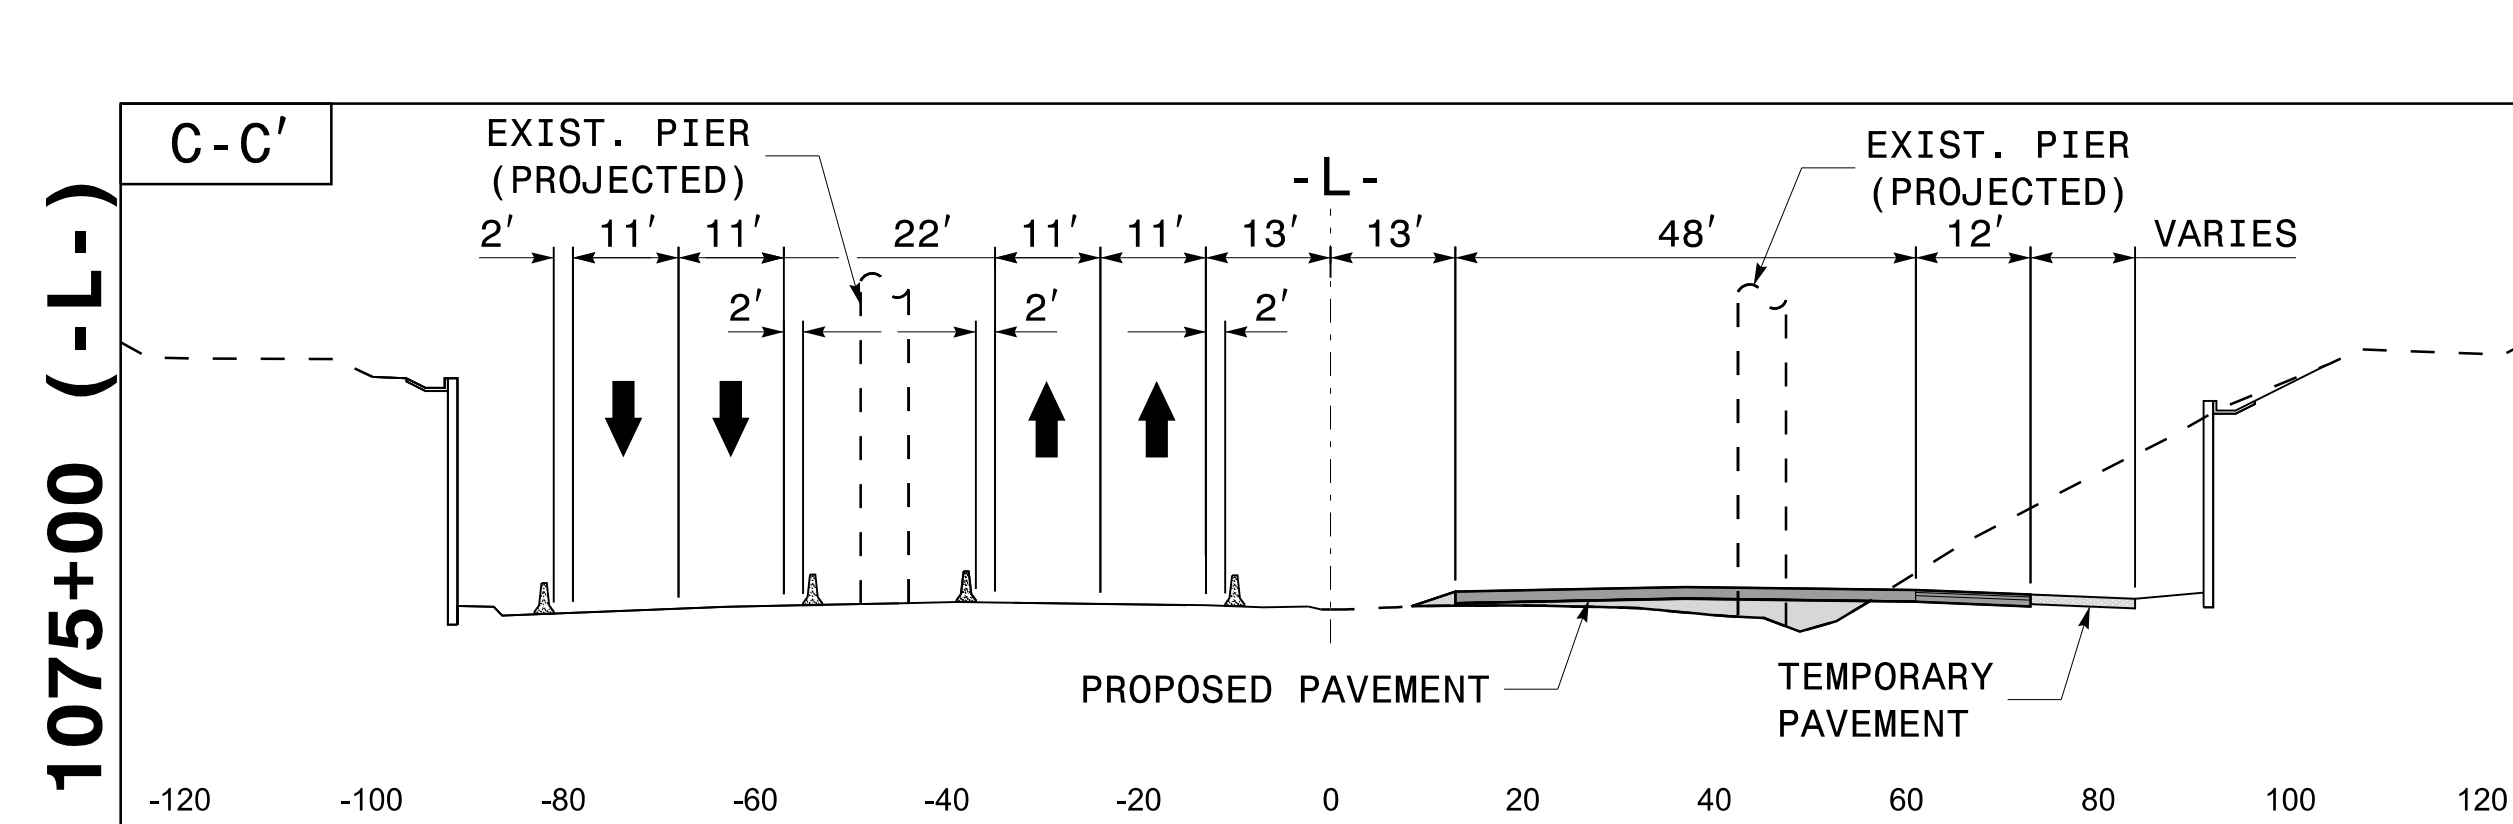 C-C'
EXIST. PIER
(PROJECTED)
-L-
EXIST. PIER
(PROJECTED)
2' 11' 11' 22' 11' 11' 13' 13' 48' 12' VARIES
2' 2' 2'
1075+00 (-L-)
PROPOSED PAVEMENT
TEMPORARY
PAVEMENT
-120 -100 -80 -60 -40 -20 0 20 40 60 80 100 120